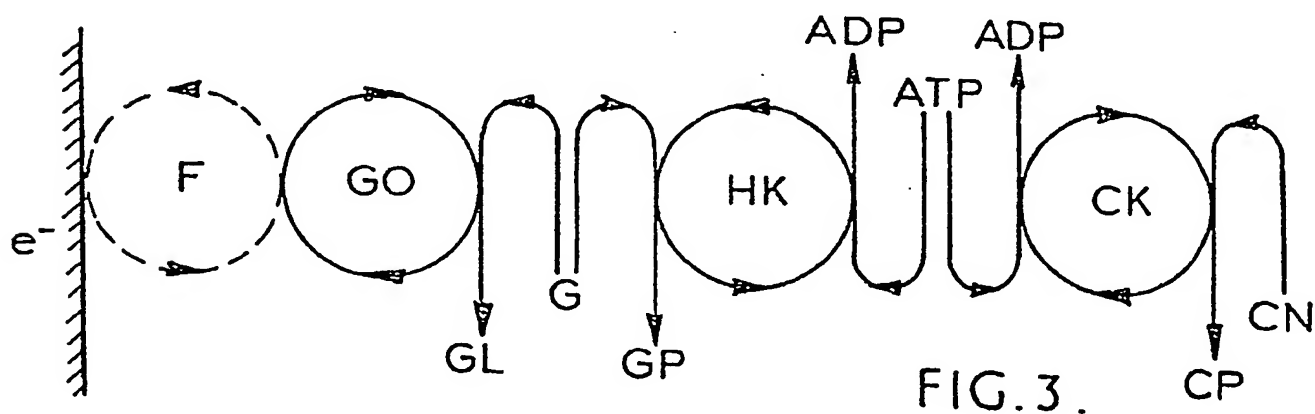 ADP ADP
ATP
F GO HK CK
e⁻
G
GL GP CN
CP
FIG. 3.